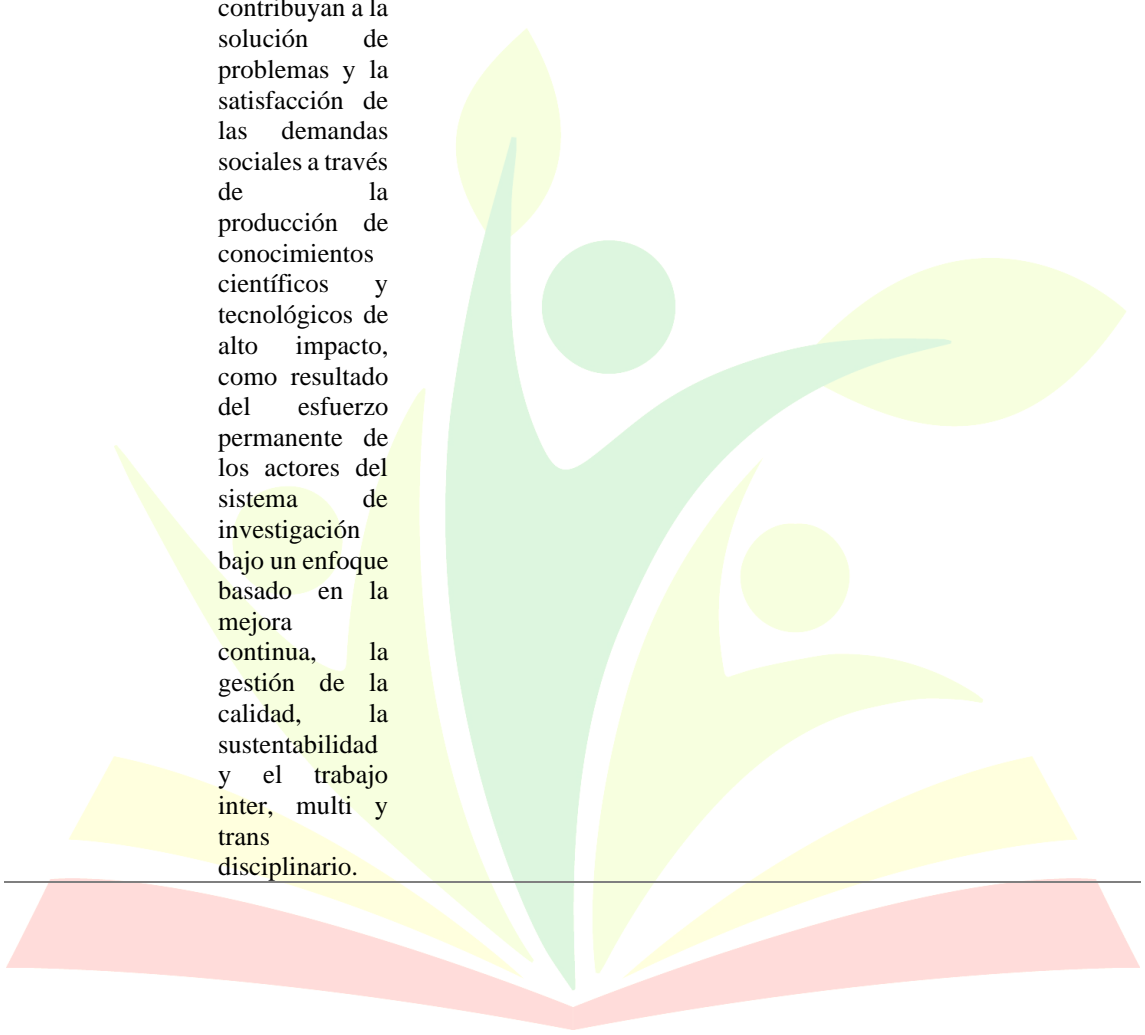 contribuyan a la
solución de
problemas y la
satisfacción de
las demandas
sociales a través
de la
producción de
conocimientos
científicos y
tecnológicos de
alto impacto,
como resultado
del esfuerzo
permanente de
los actores del
sistema de
investigación
bajo un enfoque
basado en la
mejora
continua, la
gestión de la
calidad, la
sustentabilidad
y el trabajo
inter, multi y
trans
disciplinario.